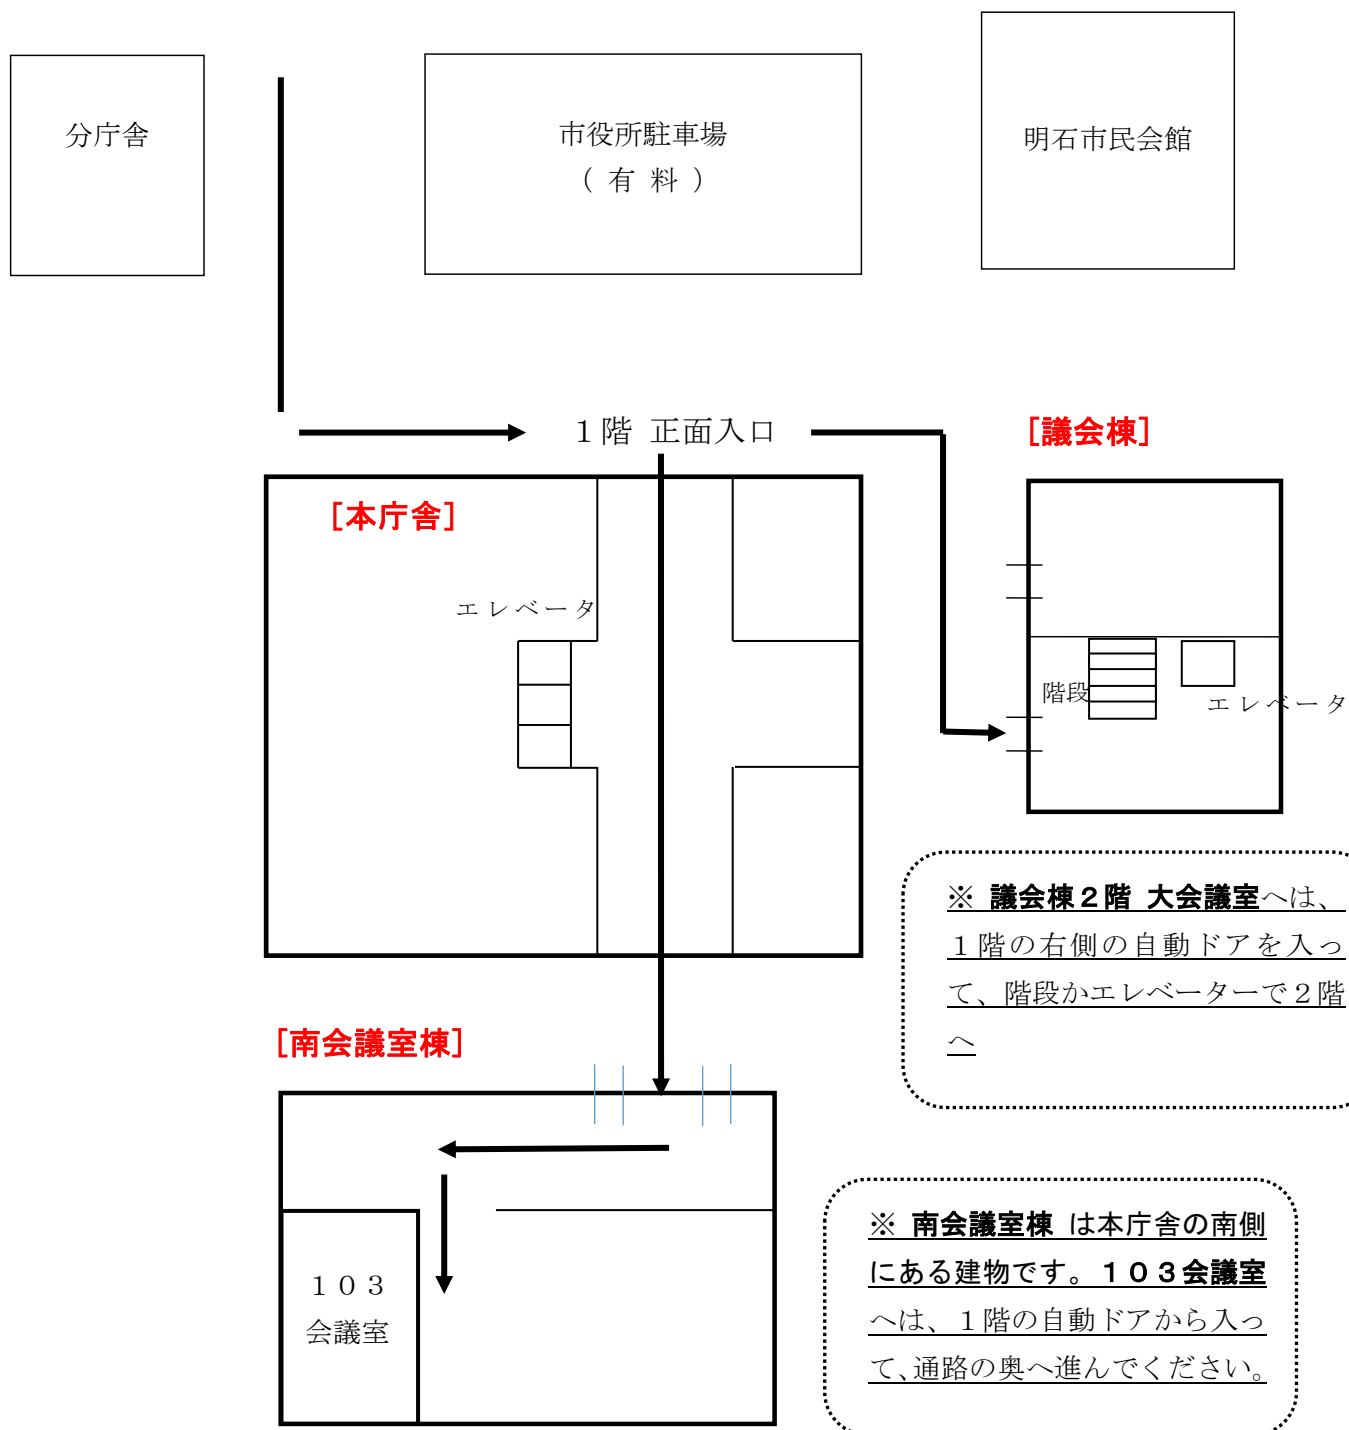 分庁舎
市役所駐車場
（ 有 料 ）
明石市民会館
１階 正面入口
［議会棟］
［本庁舎］
エレベータ
階段
エレベータ
※ 議会棟２階 大会議室へは、
１階の右側の自動ドアを入っ
て、階段かエレベーターで２階
へ
［南会議室棟］
１０３
会議室
※ 南会議室棟 は本庁舎の南側
にある建物です。１０３会議室
へは、１階の自動ドアから入っ
て、通路の奥へ進んでください。